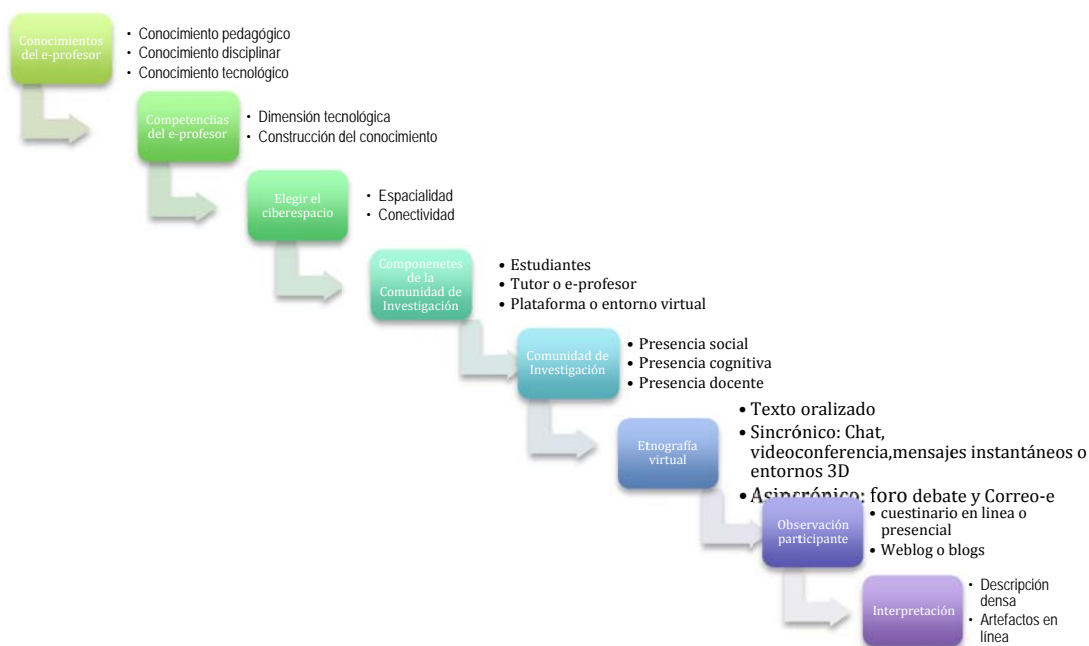 Conocimientos
del e-profesor
• Conocimiento pedagógico
• Conocimiento disciplinar
• Conocimiento tecnológico
Competenciias
del e-profesor
• Dimensión tecnológica
• Construcción del conocimiento
Elegir el
ciberespacio
• Espacialidad
• Conectividad
Componenetes
de la
Comunidad de
Investigación
• Estudiantes
• Tutor o e-profesor
• Plataforma o entorno virtual
Comunidad de
Investigación
• Presencia social
• Presencia cognitiva
• Presencia docente
Etnografía
virtual
• Texto oralizado
• Sincrónico: Chat,
videoconferencia,mensajes instantáneos o
entornos 3D
• Asincrónico: foro debate y Correo-e
Observación
participante
• cuestinario en linea o
presencial
• Weblog o blogs
Interpretación
• Descripción
densa
• Artefactos en
línea